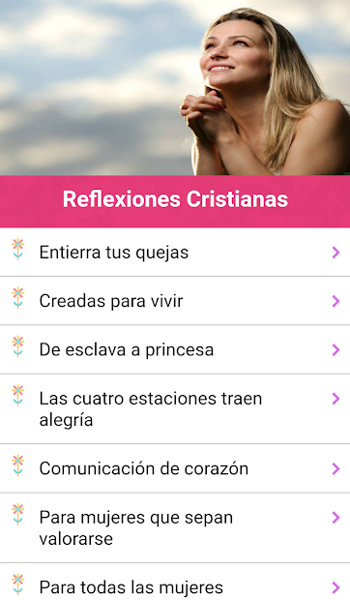 Reflexiones Cristianas
Entierra tus quejas
Creadas para vivir
De esclava a princesa
Las cuatro estaciones traen
alegría
Comunicación de corazón
Para mujeres que sepan
valorarse
Para todas las mujeres